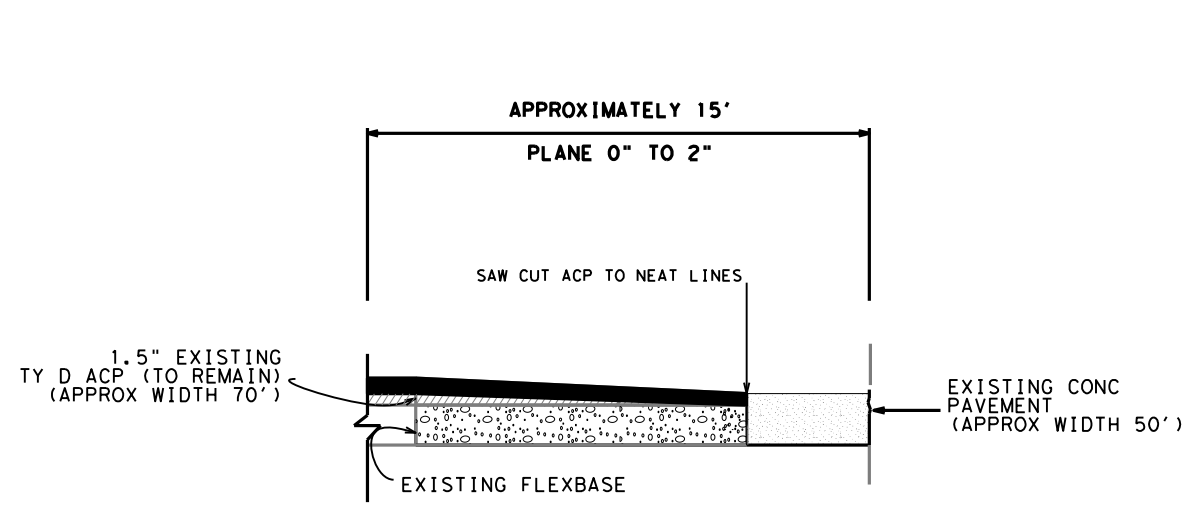 APPROXIMATELY 15'
PLANE 0" TO 2"
SAW CUT ACP TO NEAT LINES
1.5" EXISTING
TY D ACP (TO REMAIN)
(APPROX WIDTH 70')
EXISTING CONC
PAVEMENT
(APPROX WIDTH 50')
EXISTING FLEXBASE